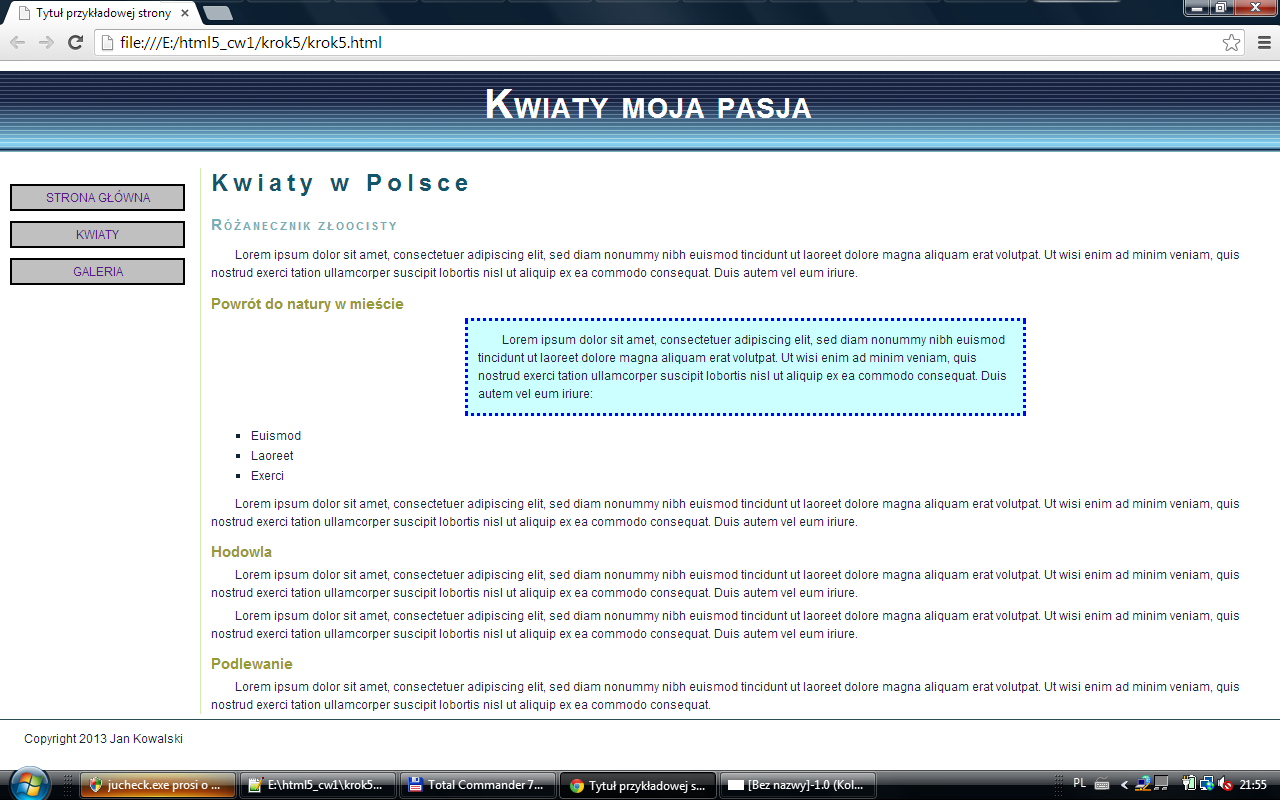 Tytuł przykładowej strony
file:///E:/html5_cw1/krok5/krok5.html
Kwiaty moja pasja
STRONA GŁÓWNA
KWIATY
GALERIA
Kwiaty w Polsce
Różanecznik złoocisty
Lorem ipsum dolor sit amet, consectetuer adipiscing elit, sed diam nonummy nibh euismod tincidunt ut laoreet dolore magna aliquam erat volutpat. Ut wisi enim ad minim veniam, quis
nostrud exerci tation ullamcorper suscipit lobortis nisl ut aliquip ex ea commodo consequat. Duis autem vel eum iriure.
Powrót do natury w mieście
Lorem ipsum dolor sit amet, consectetuer adipiscing elit, sed diam nonummy nibh euismod
tincidunt ut laoreet dolore magna aliquam erat volutpat. Ut wisi enim ad minim veniam, quis
nostrud exerci tation ullamcorper suscipit lobortis nisl ut aliquip ex ea commodo consequat. Duis
autem vel eum iriure:
Euismod
Laoreet
Exerci
Lorem ipsum dolor sit amet, consectetuer adipiscing elit, sed diam nonummy nibh euismod tincidunt ut laoreet dolore magna aliquam erat volutpat. Ut wisi enim ad minim veniam, quis
nostrud exerci tation ullamcorper suscipit lobortis nisl ut aliquip ex ea commodo consequat. Duis autem vel eum iriure.
Hodowla
Lorem ipsum dolor sit amet, consectetuer adipiscing elit, sed diam nonummy nibh euismod tincidunt ut laoreet dolore magna aliquam erat volutpat. Ut wisi enim ad minim veniam, quis
nostrud exerci tation ullamcorper suscipit lobortis nisl ut aliquip ex ea commodo consequat. Duis autem vel eum iriure.
Lorem ipsum dolor sit amet, consectetuer adipiscing elit, sed diam nonummy nibh euismod tincidunt ut laoreet dolore magna aliquam erat volutpat. Ut wisi enim ad minim veniam, quis
nostrud exerci tation ullamcorper suscipit lobortis nisl ut aliquip ex ea commodo consequat. Duis autem vel eum iriure.
Podlewanie
Lorem ipsum dolor sit amet, consectetuer adipiscing elit, sed diam nonummy nibh euismod tincidunt ut laoreet dolore magna aliquam erat volutpat. Ut wisi enim ad minim veniam, quis
nostrud exerci tation ullamcorper suscipit lobortis nisl ut aliquip ex ea commodo consequat.
Copyright 2013 Jan Kowalski
jucheck.exe prosi o ... E:\html5_cw1\krok5... Total Commander 7... Tytuł przykładowej s... [Bez nazwy]-1.0 (Kol... PL 21:55